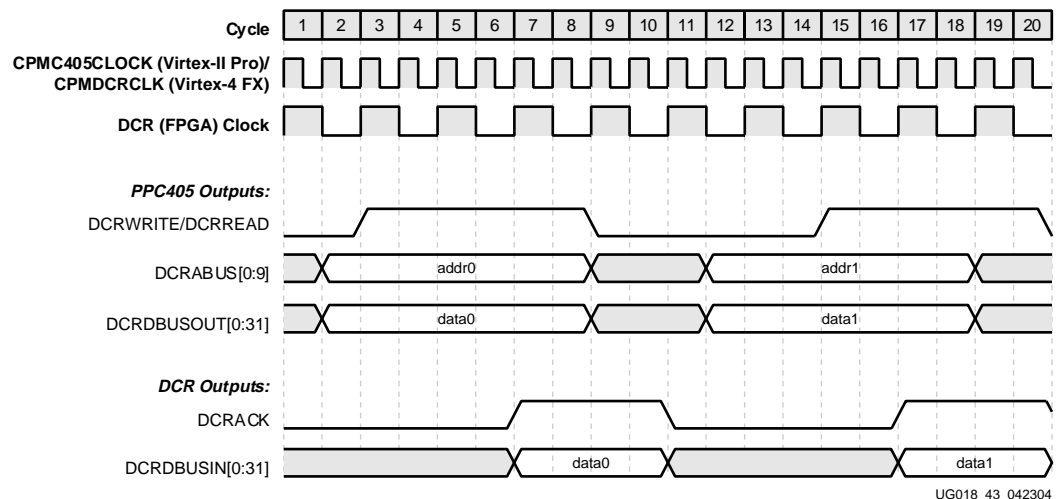 Cycle 1 2 3 4 5 6 7 8 9 10 11 12 13 14 15 16 17 18 19 20
CPMC405CLOCK (Virtex-II Pro)/
CPMDCRCLK (Virtex-4 FX)
DCR (FPGA) Clock
PPC405 Outputs:
DCRWRITE/DCRREAD
DCRABUS[0:9] addr0 addr1
DCRDBUSOUT[0:31] data0 data1
DCR Outputs:
DCRACK
DCRDBUSIN[0:31] data0 data1
UG018_43_042304